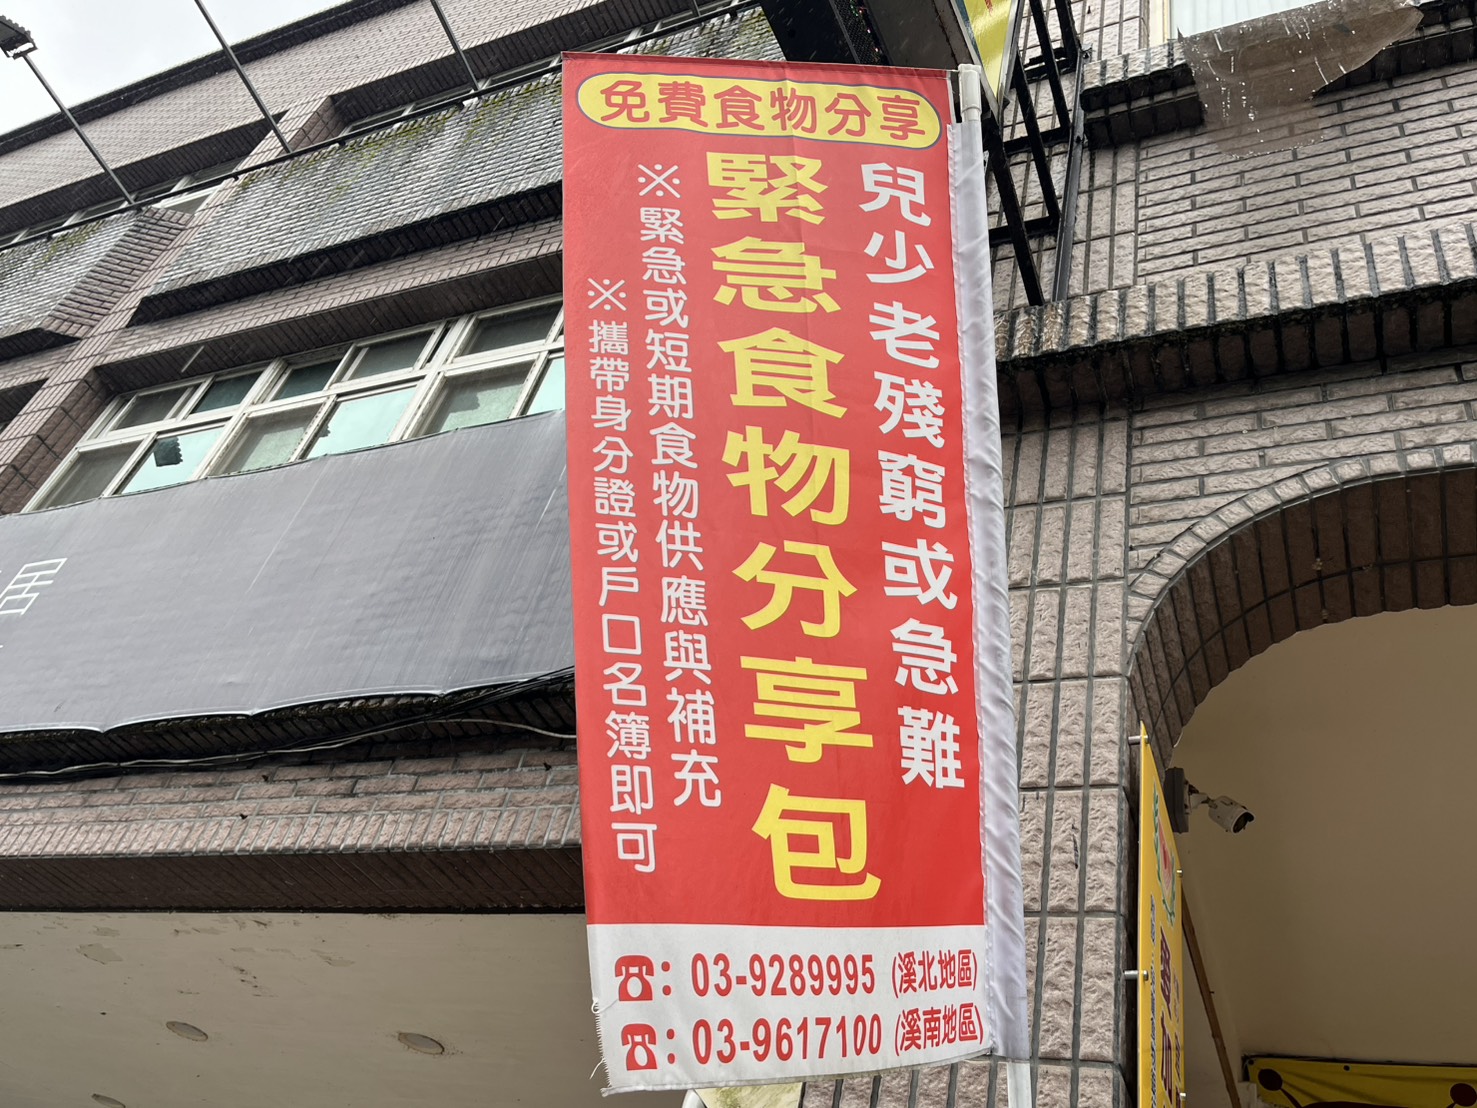 免費食物分享
兒少老殘窮或急難
緊急食物分享包
※緊急或短期食物供應與補充
※攜帶身分證或戶口名簿即可
☎：03-9289995 (溪北地區)
☎：03-9617100 (溪南地區)
居